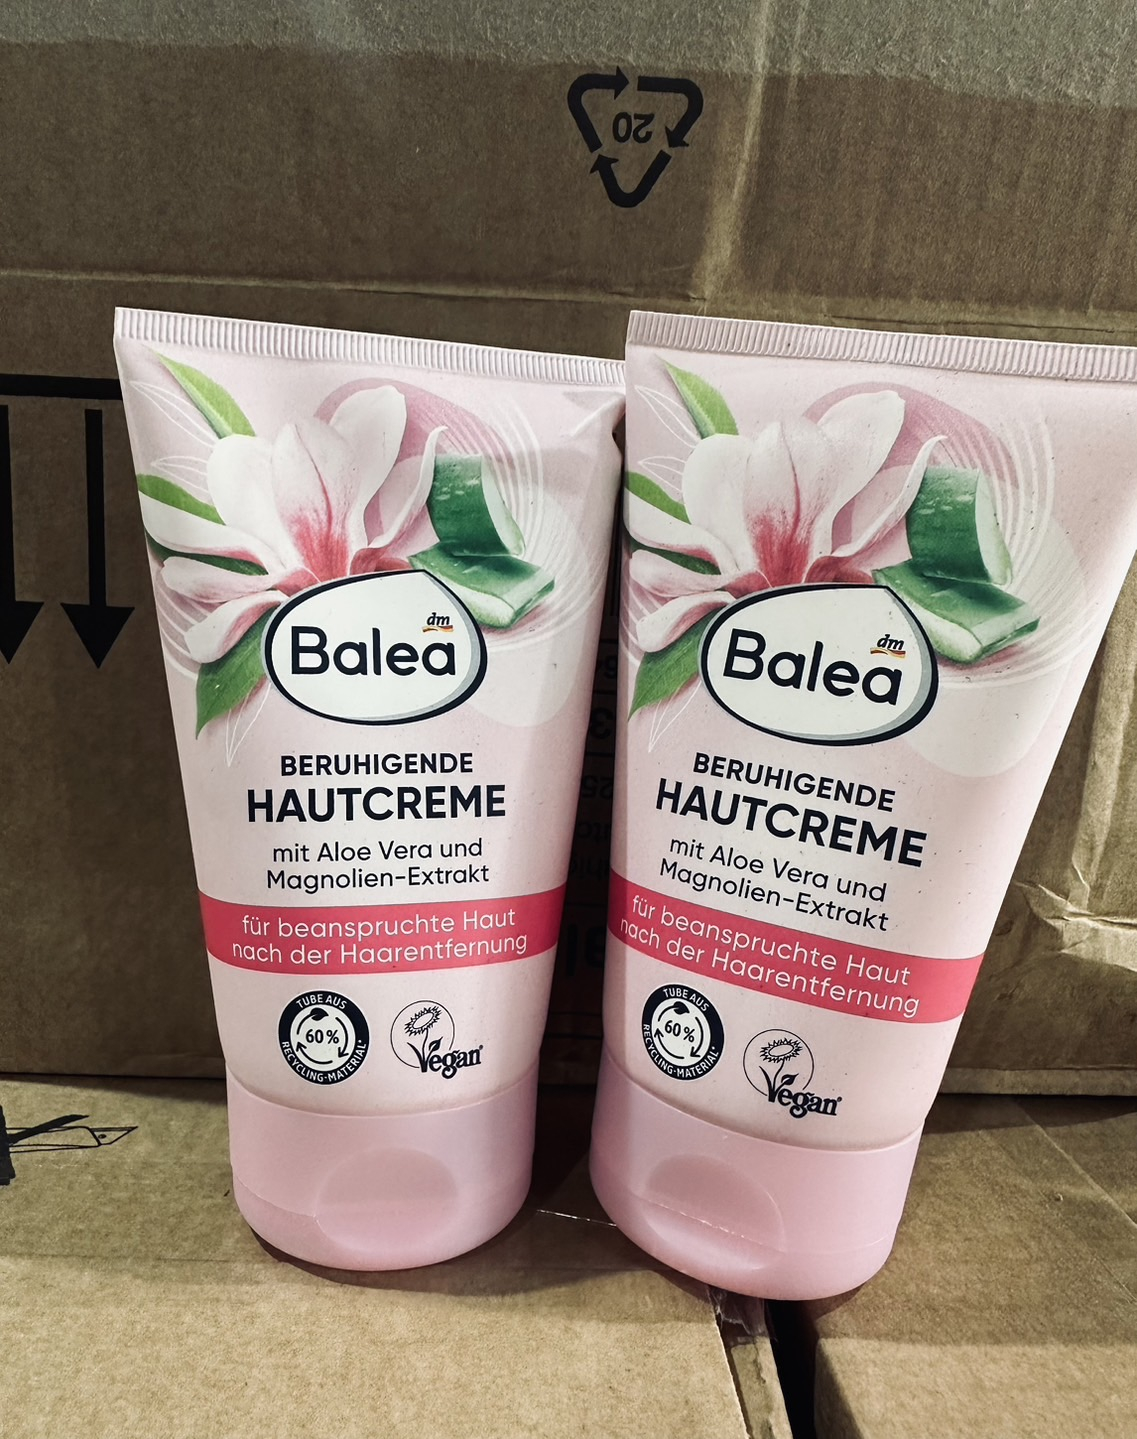 20
Balea
dm
BERUHIGENDE
HAUTCREME
mit Aloe Vera und
Magnolien-Extrakt
für beanspruchte Haut
nach der Haarentfernung
TUBE AUS
60 %
RECYCLING-MATERIAL*
Vegan
Balea
dm
BERUHIGENDE
HAUTCREME
mit Aloe Vera und
Magnolien-Extrakt
für beanspruchte Haut
nach der Haarentfernung
TUBE AUS
60 %
RECYCLING-MATERIAL*
Vegan